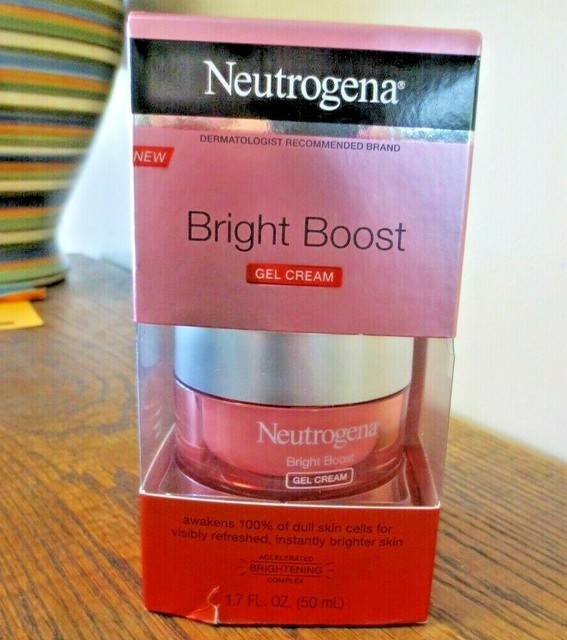 Neutrogena®
DERMATOLOGIST RECOMMENDED BRAND
NEW
Bright Boost
GEL CREAM
Neutrogena
Bright Boost
GEL CREAM
awakens 100% of dull skin cells for
visibly refreshed, instantly brighter skin
ACCELERATED
BRIGHTENING
COMPLEX
1.7 FL. OZ. (50 mL)